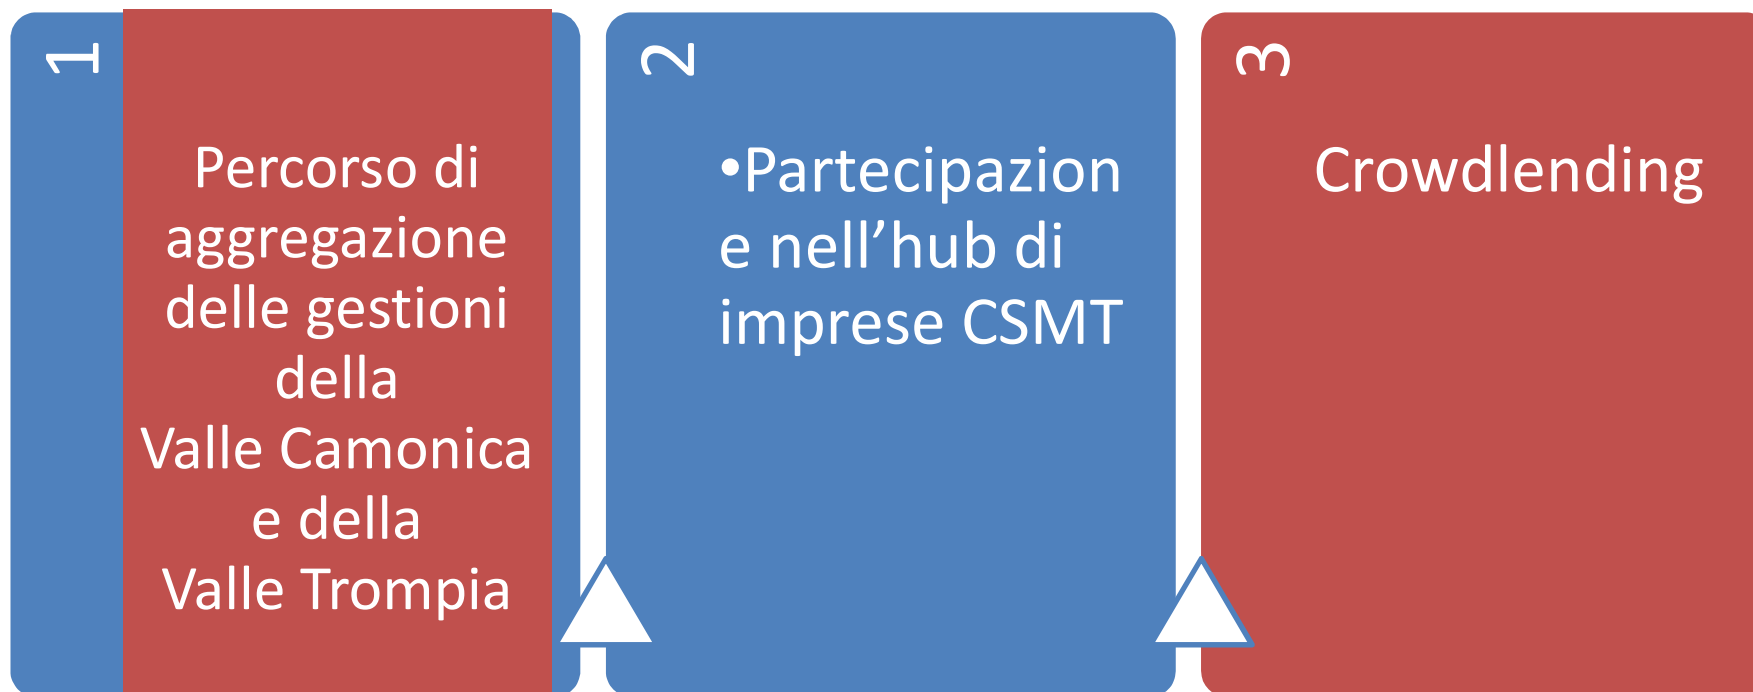 1
Percorso di
aggregazione
delle gestioni
della
Valle Camonica
e della
Valle Trompia
2
•Partecipazion
e nell’hub di
imprese CSMT
3
Crowdlending